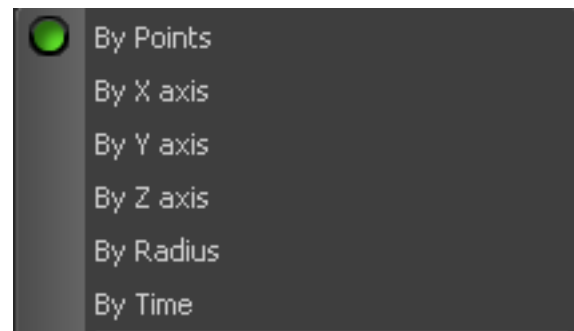 By Points
By X axis
By Y axis
By Z axis
By Radius
By Time